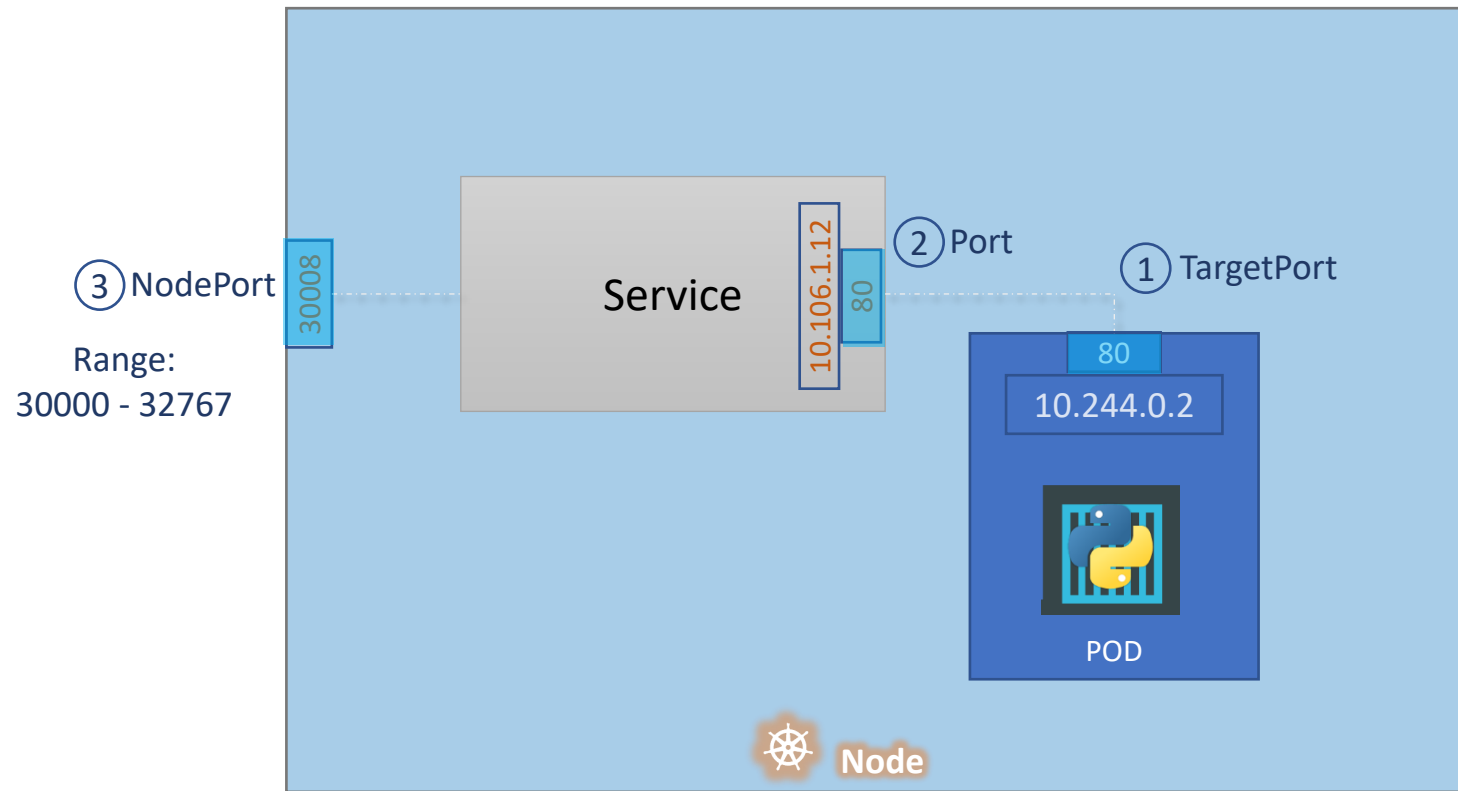 3 NodePort
Range:
30000 - 32767
30008
Service
10.106.1.12
80
2 Port
1 TargetPort
80
10.244.0.2
POD
Node